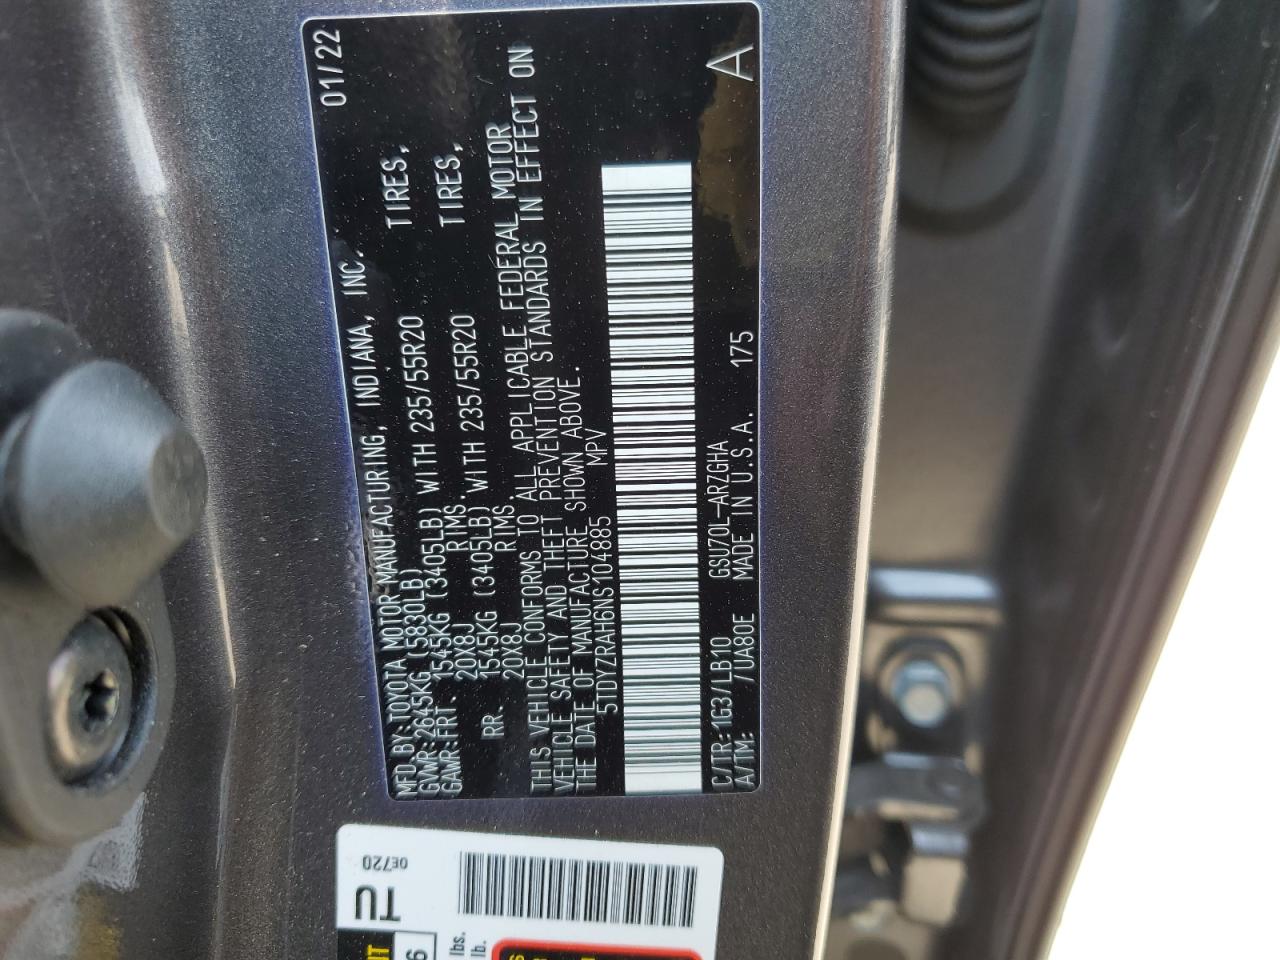 01/22
MFD.BY:TOYOTA MOTOR MANUFACTURING, INDIANA, INC.
GVWR:2645KG (5830LB)
GAWR:FRT. 1545KG (3405LB) WITH 235/55R20 TIRES,
20X8J RIMS.
RR. 1545KG (3405LB) WITH 235/55R20 TIRES,
20X8J RIMS.
THIS VEHICLE CONFORMS TO ALL APPLICABLE FEDERAL MOTOR
VEHICLE SAFETY AND THEFT PREVENTION STANDARDS IN EFFECT ON
THE DATE OF MANUFACTURE SHOWN ABOVE.
5TDYZRAH6NS104885 MPV
C/TR:1G3/LB10 GSU70L-ARZGHA
A/TM: /UA80E MADE IN U.S.A. 175
A
0E720
TU
lbs.
lb.